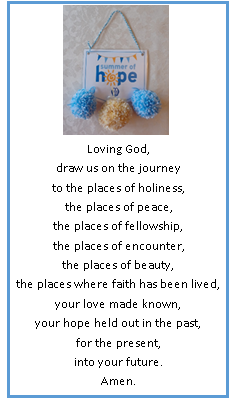 summer of
hope
Loving God,
draw us on the journey
to the places of holiness,
the places of peace,
the places of fellowship,
the places of encounter,
the places of beauty,
the places where faith has been lived,
your love made known,
your hope held out in the past,
for the present,
into your future.
Amen.